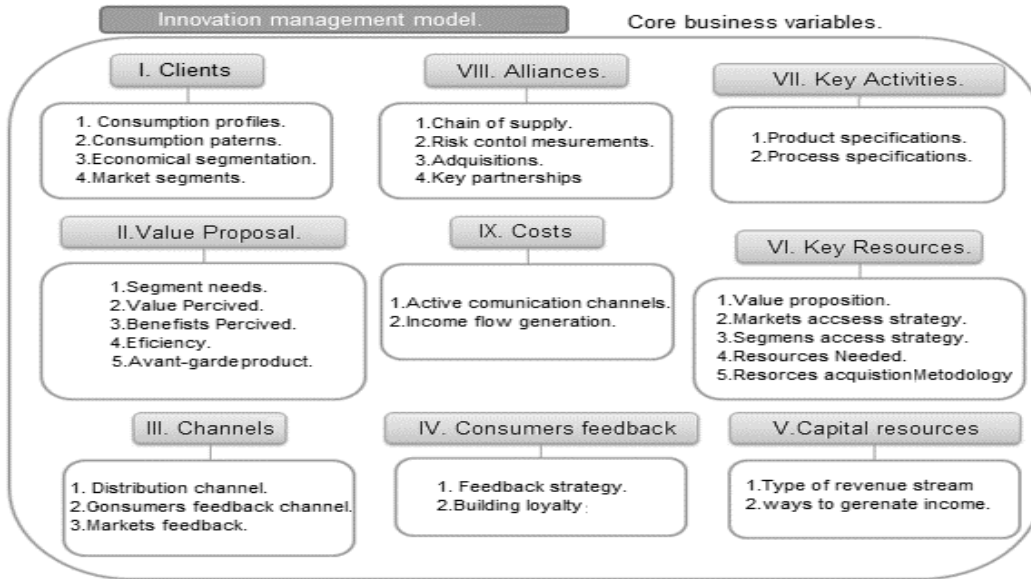 Innovation management model.
Core business variables.
I. Clients
1. Consumption profiles.
2.Consumption paterns.
3.Economical segmentation.
4.Market segments.
VIII. Alliances.
1.Chain of supply.
2.Risk contol mesurements.
3.Adquisitions.
4.Key partnerships
VII. Key Activities.
1.Product specifications.
2.Process specifications.
II.Value Proposal.
1.Segment needs.
2.Value Percived.
3.Benefists Percived.
4.Eficiency.
5.Avant-gardeproduct.
IX. Costs
1.Active comunication channels.
2.Income flow generation.
VI. Key Resources.
1.Value proposition.
2.Markets accsess strategy.
3.Segmens access strategy.
4.Resources Needed.
5.Resorces acquistionMetodology
III. Channels
1. Distribution channel.
2.Gonsumers feedback channel.
3.Markets feedback.
IV. Consumers feedback
1. Feedback strategy.
2.Building loyalty:
V.Capital resources
1.Type of revenue stream
2.ways to gerenate income.